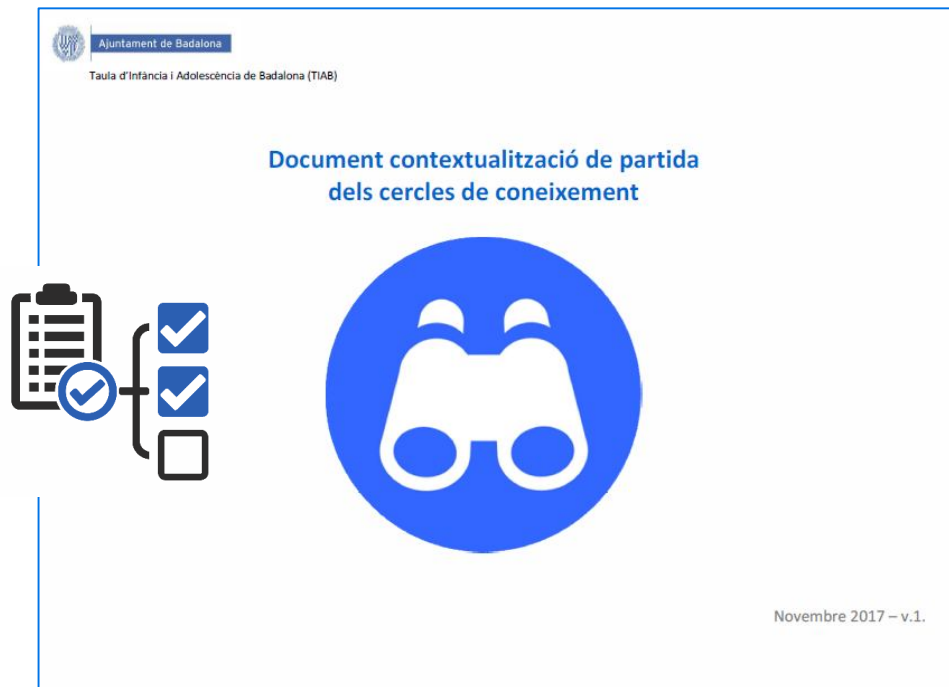 Ajuntament de Badalona
Taula d'Infància i Adolescència de Badalona (TIAB)
Document contextualització de partida
dels cercles de coneixement
Novembre 2017 – v.1.